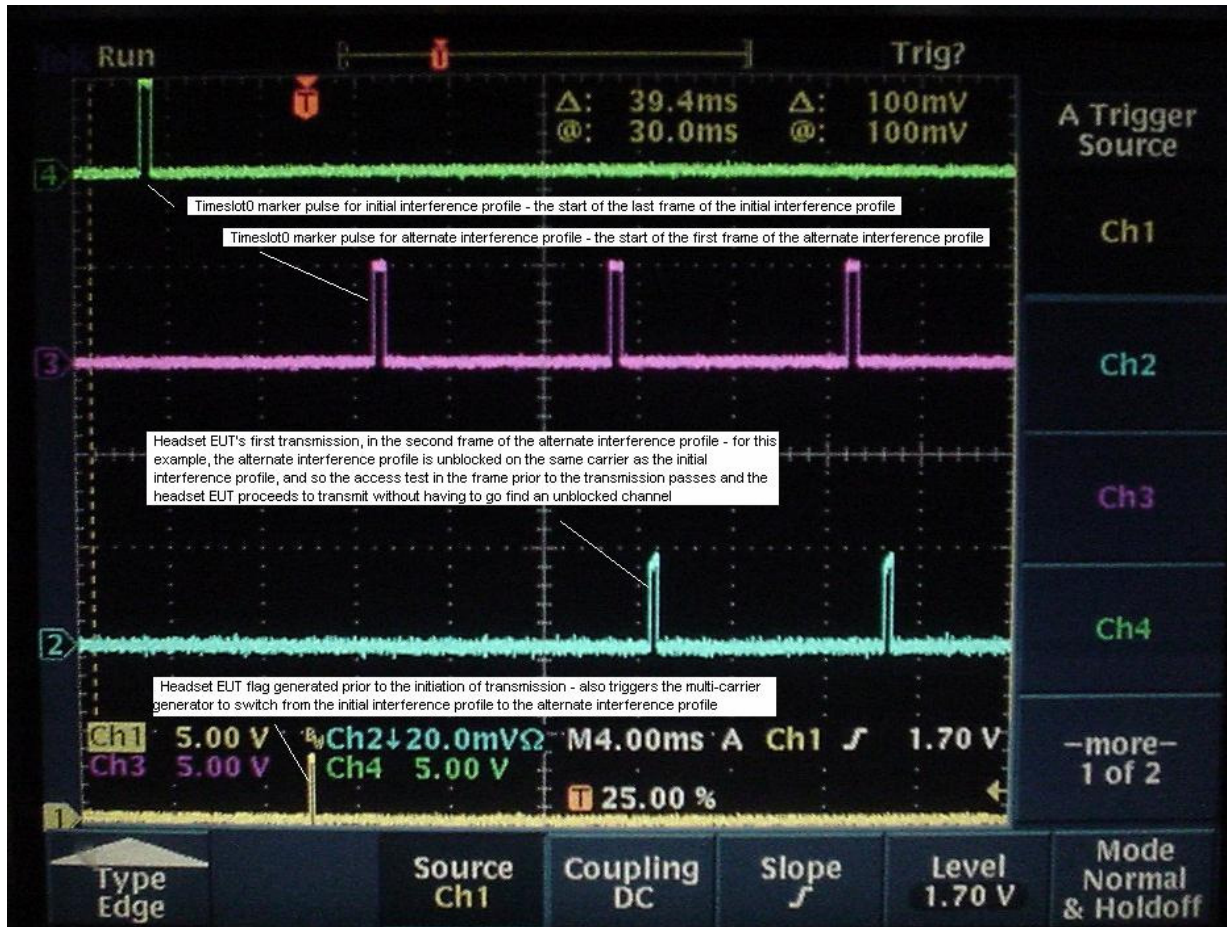 Tek Run
Trig?
T
T
Δ: 39.4ms Δ: 100mV
@: 30.0ms @: 100mV
4
Timeslot0 marker pulse for initial interference profile - the start of the last frame of the initial interference profile
Timeslot0 marker pulse for alternate interference profile - the start of the first frame of the alternate interference profile
3
Headset EUT's first transmission, in the second frame of the alternate interference profile - for this
example, the alternate interference profile is unblocked on the same carrier as the initial
interference profile, and so the access test in the frame prior to the transmission passes and the
headset EUT proceeds to transmit without having to go find an unblocked channel
2
Headset EUT flag generated prior to the initiation of transmission - also triggers the multi-carrier
generator to switch from the initial interference profile to the alternate interference profile
Ch1 5.00 V BW Ch2↓20.0mVΩ M4.00ms A Ch1 ƒ 1.70 V
Ch3 5.00 V Ch4 5.00 V
T 25.00 %
1
A Trigger
Source
Ch1
Ch2
Ch3
Ch4
–more–
1 of 2
Type
Edge
Source
Ch1
Coupling
DC
Slope
Level
1.70 V
Mode
Normal
& Holdoff